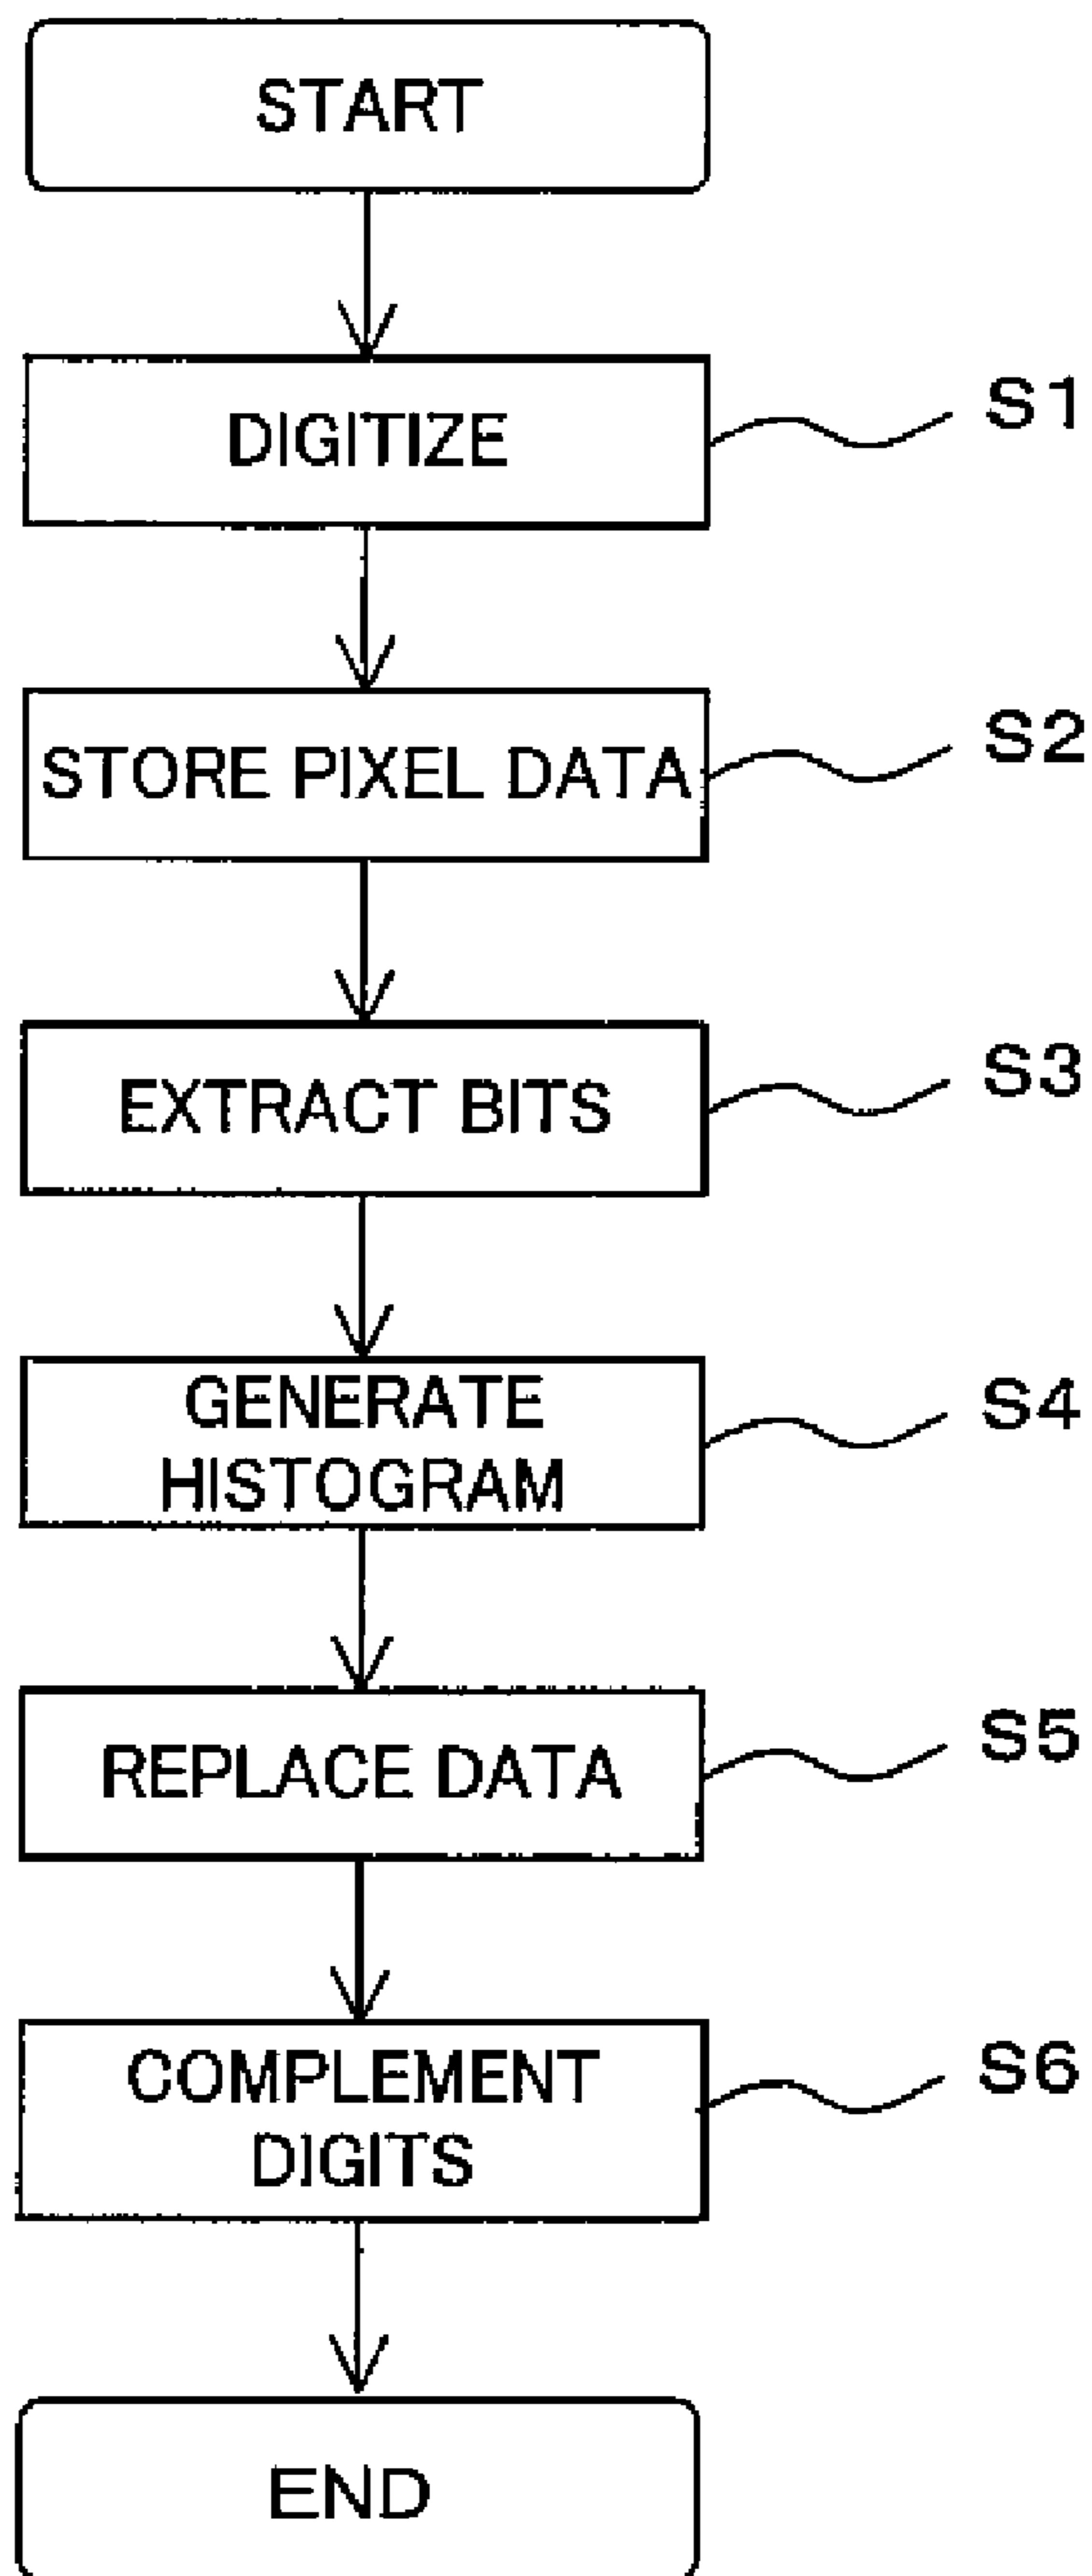 START
DIGITIZE
S1
STORE PIXEL DATA
S2
EXTRACT BITS
S3
GENERATE
HISTOGRAM
S4
REPLACE DATA
S5
COMPLEMENT
DIGITS
S6
END